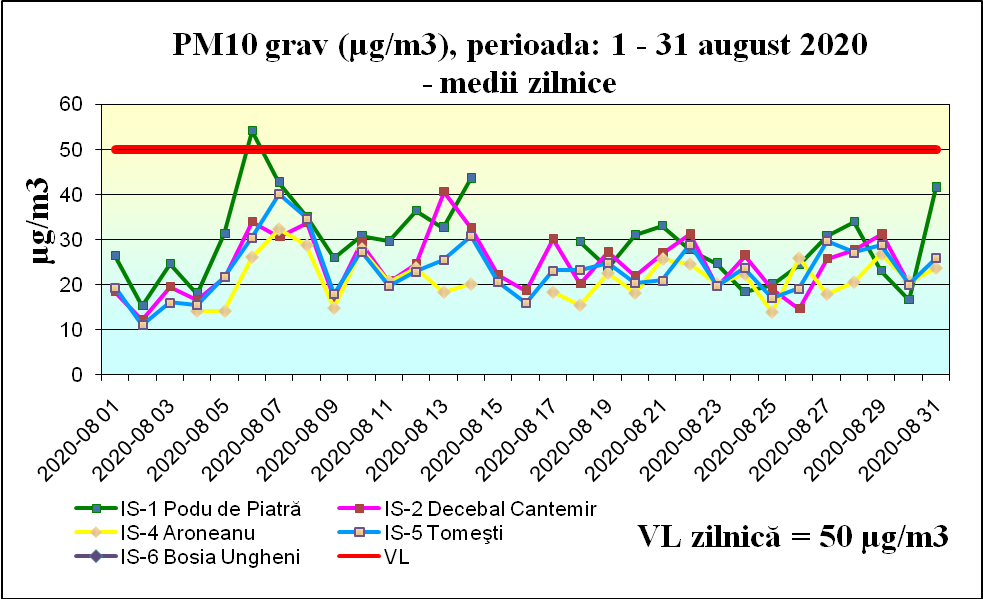 PM10 grav (µg/m3), perioada: 1 - 31 august 2020
- medii zilnice
µg/m3
60
50
40
30
20
10
0
2020-08 01
2020-08 03
2020-08 05
2020-08 07
2020-08 09
2020-08 11
2020-08 13
2020-08 15
2020-08 17
2020-08 19
2020-08 21
2020-08 23
2020-08 25
2020-08 27
2020-08 29
2020-08 31
IS-1 Podu de Piatră
IS-2 Decebal Cantemir
IS-4 Aroneanu
IS-5 Tomeşti
IS-6 Bosia Ungheni
VL
VL zilnică = 50 µg/m3